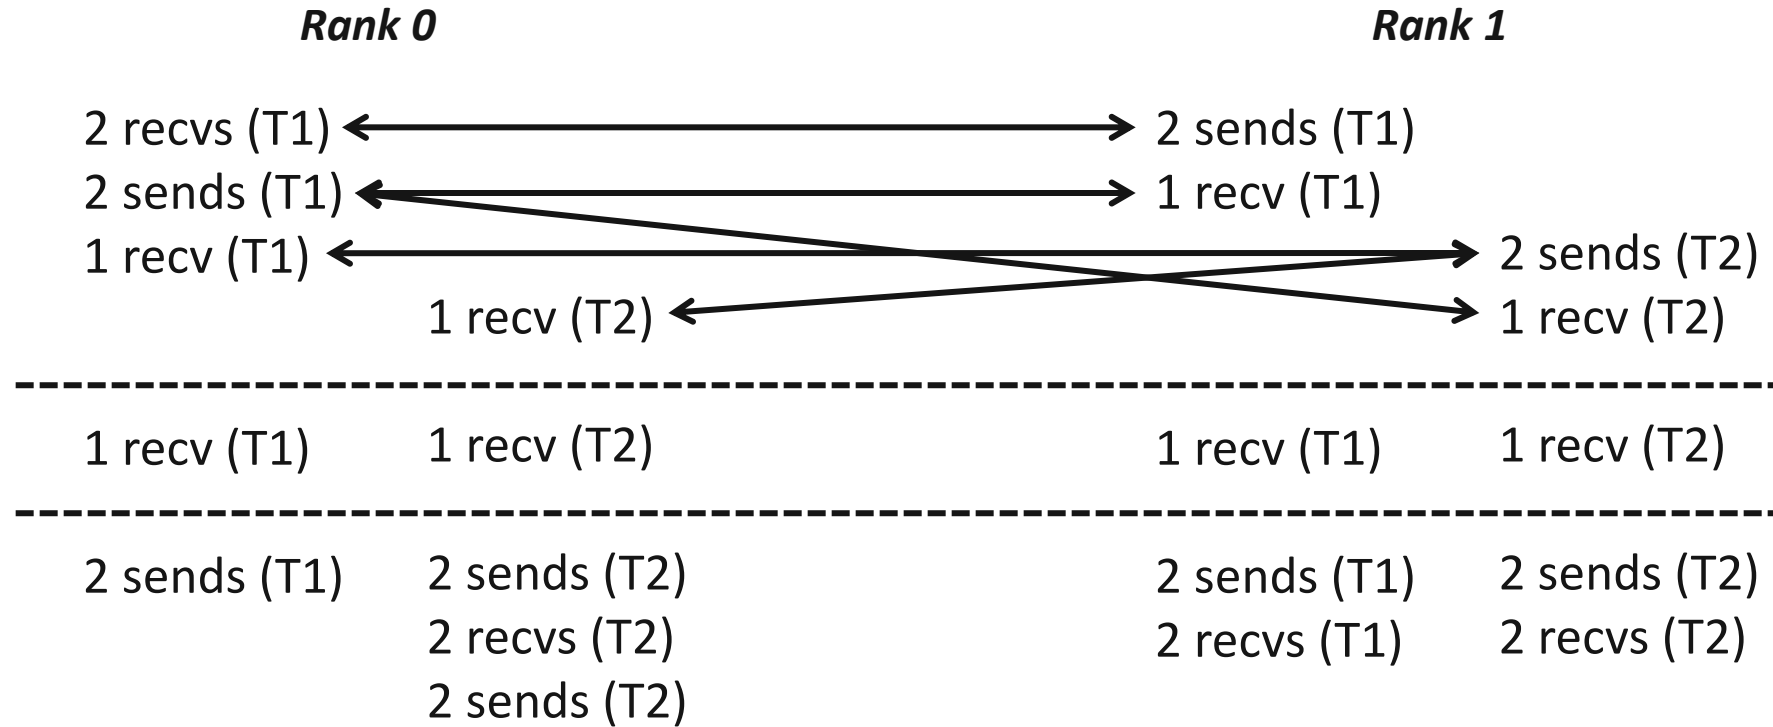 Rank 0 Rank 1
2 recvs (T1) 2 sends (T1)
2 sends (T1) 1 recv (T1)
1 recv (T1) 2 sends (T2)
1 recv (T2) 1 recv (T2)
1 recv (T1) 1 recv (T2) 1 recv (T1) 1 recv (T2)
2 sends (T1) 2 sends (T2) 2 sends (T1) 2 sends (T2)
2 recvs (T2) 2 recvs (T1) 2 recvs (T2)
2 sends (T2)